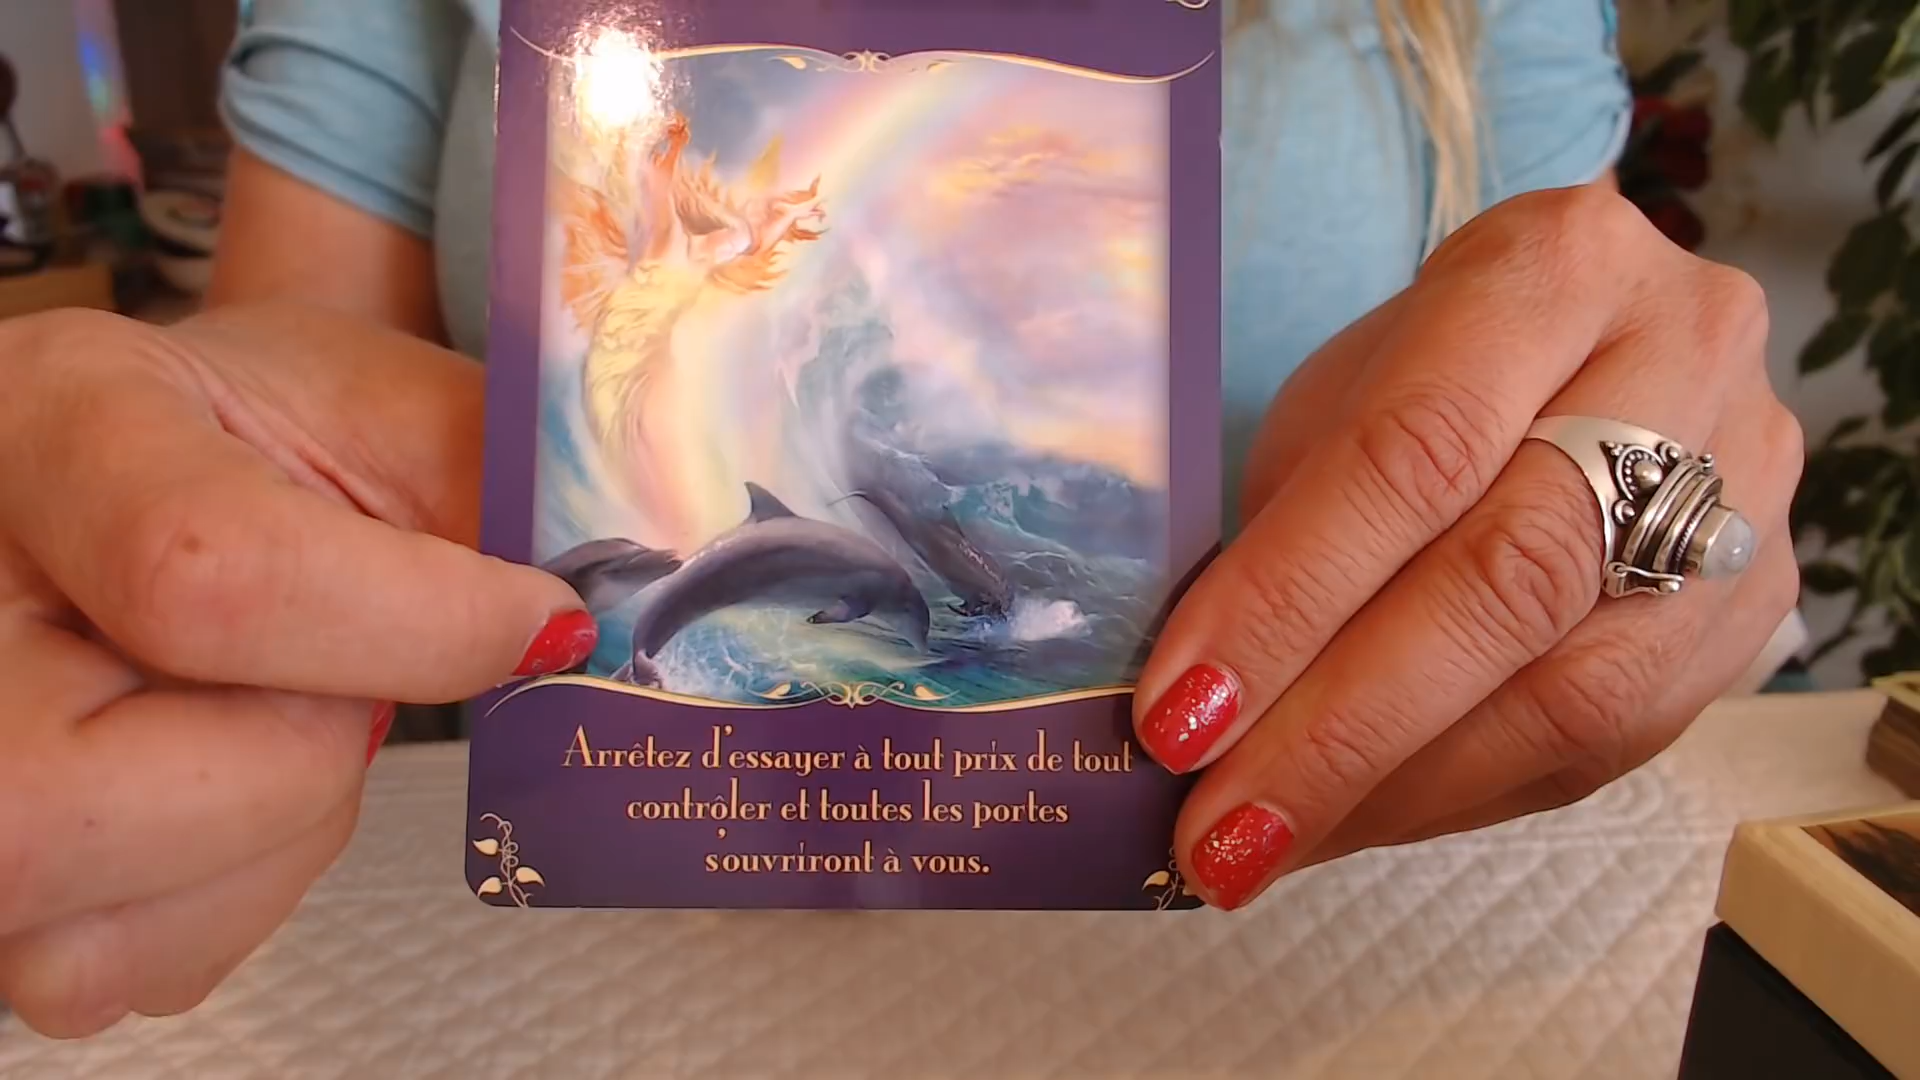 Arrêtez d'essayer à tout prix de tout
contrôler et toutes les portes
s'ouvriront à vous.